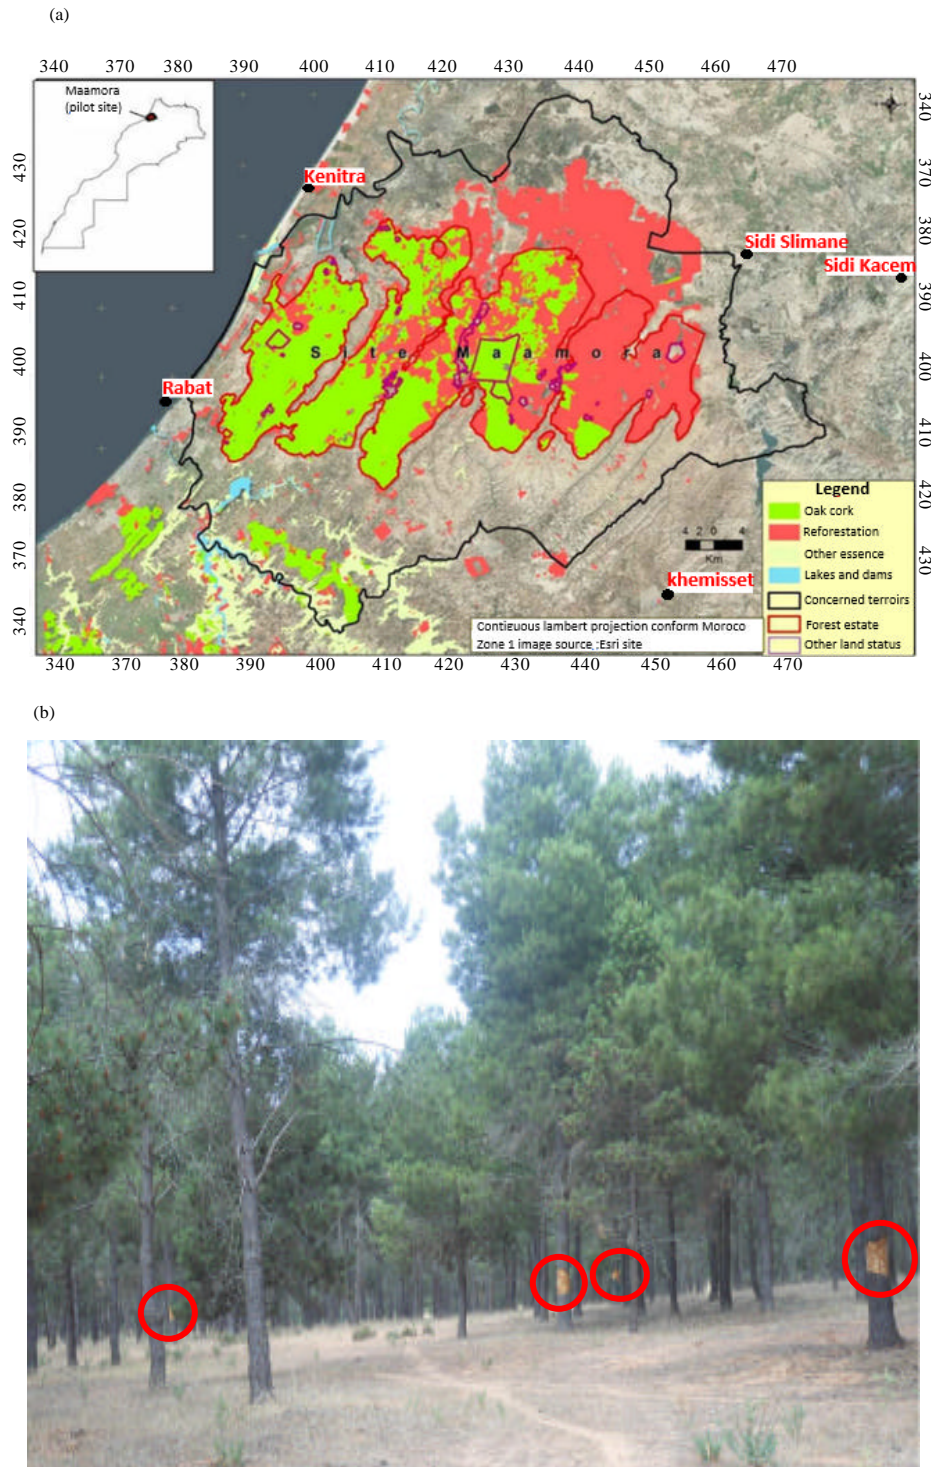 (a)
340 370 380 390 400 410 420 430 440 450 460 470
Maamora
(pilot site)
340
370
380
390
400
410
420
430
430
420
410
400
390
380
370
340
Kenitra
Sidi Slimane
Sidi Kacem
Site Maamora
Rabat
khemisset
4 2 0 4
Km
Legend
Oak cork
Reforestation
Other essence
Lakes and dams
Concerned terroirs
Forest estate
Other land status
Contiguous lambert projection conform Moroco
Zone 1 image source ;Esri site
340 370 380 390 400 410 420 430 440 450 460 470
(b)